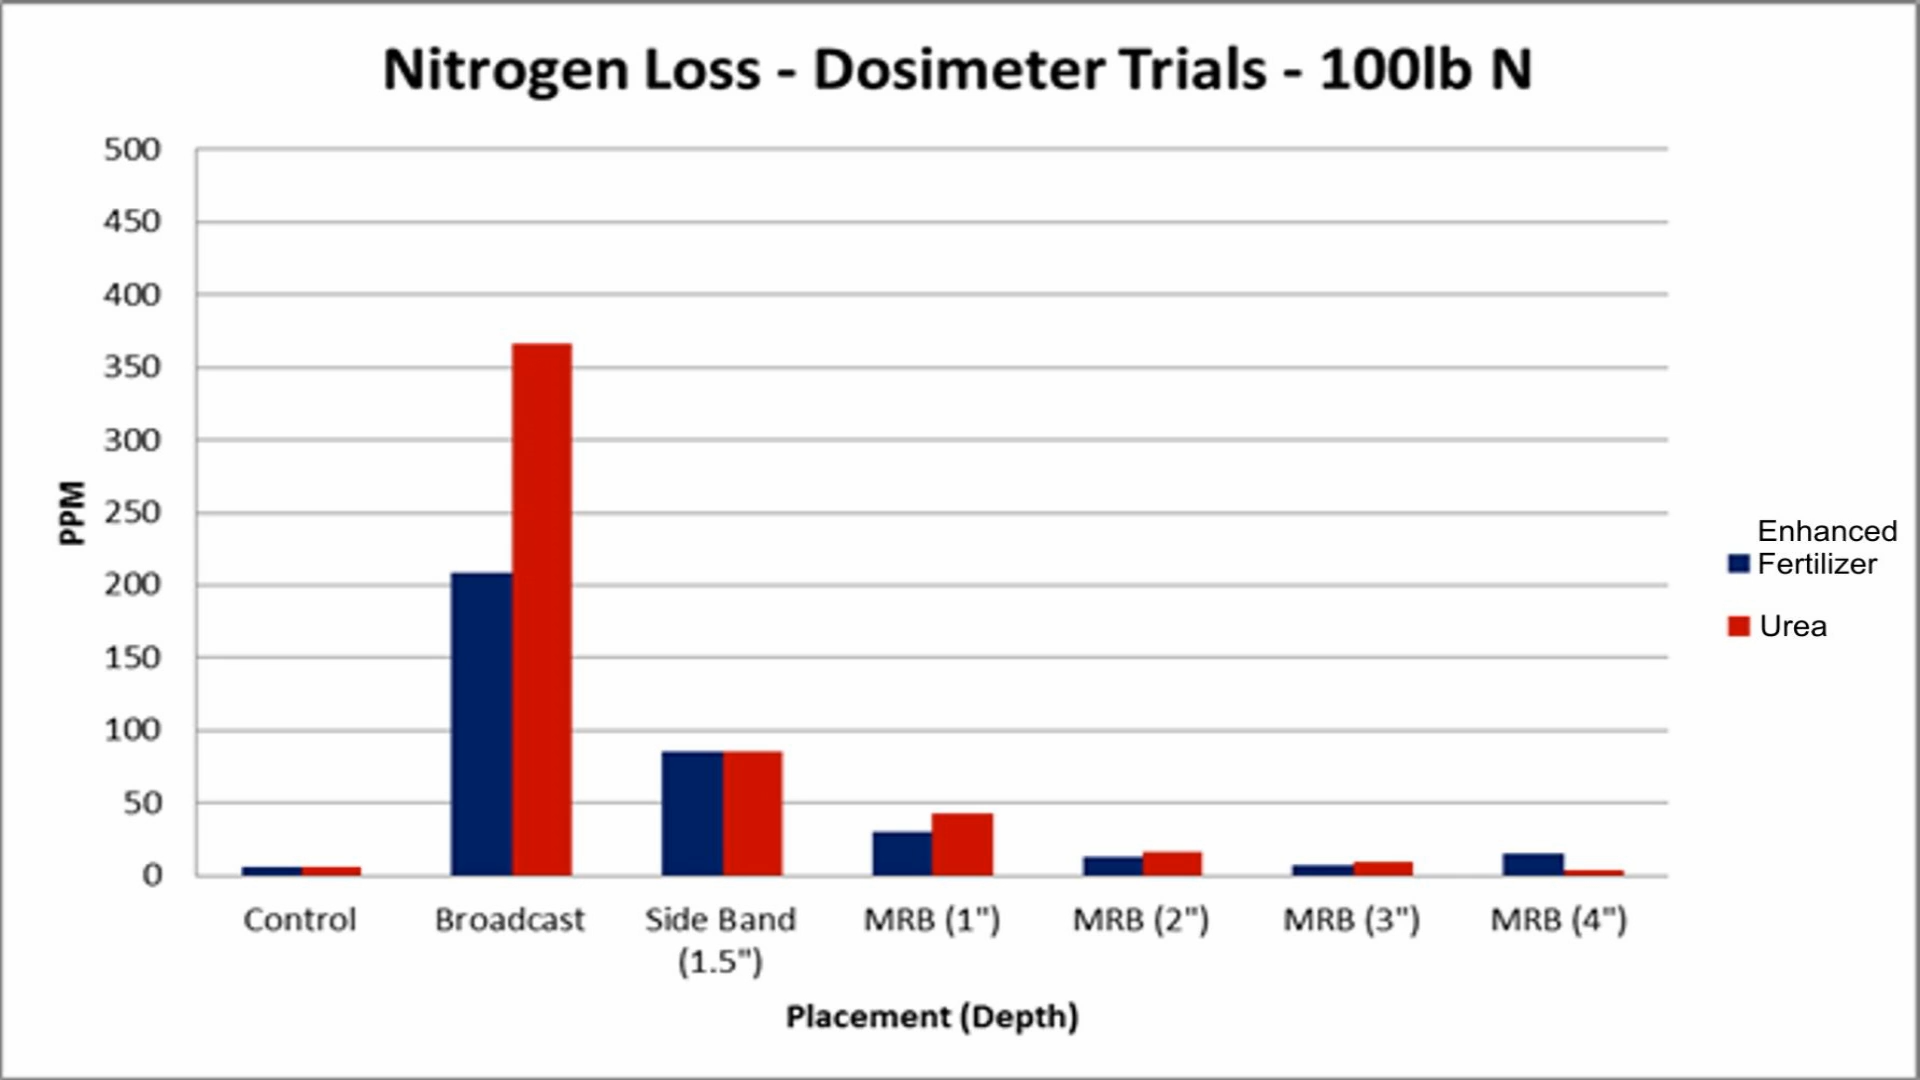 Nitrogen Loss - Dosimeter Trials - 100lb N
500
450
400
350
300
250
200
150
100
50
0
PPM
Control
Broadcast
Side Band
(1.5")
MRB (1")
MRB (2")
MRB (3")
MRB (4")
Placement (Depth)
Enhanced
Fertilizer
Urea